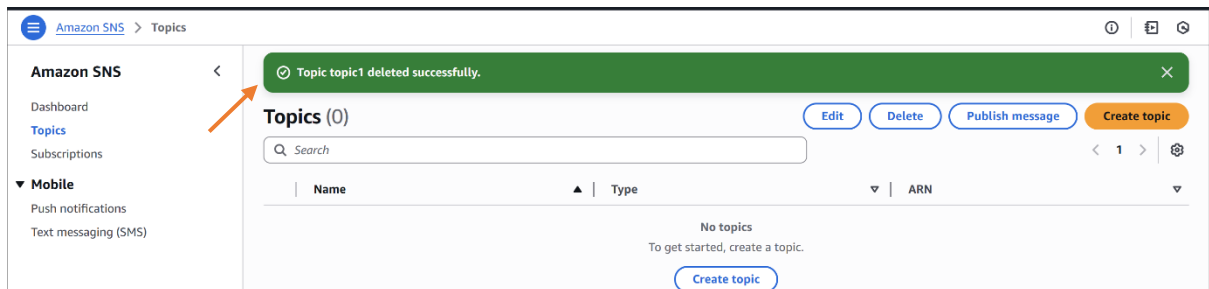 Amazon SNS > Topics
Amazon SNS
Dashboard
Topics
Subscriptions
Mobile
Push notifications
Text messaging (SMS)
Topic topic1 deleted successfully.
Topics (0)
Edit
Delete
Publish message
Create topic
Search
1
Name Type ARN
No topics
To get started, create a topic.
Create topic